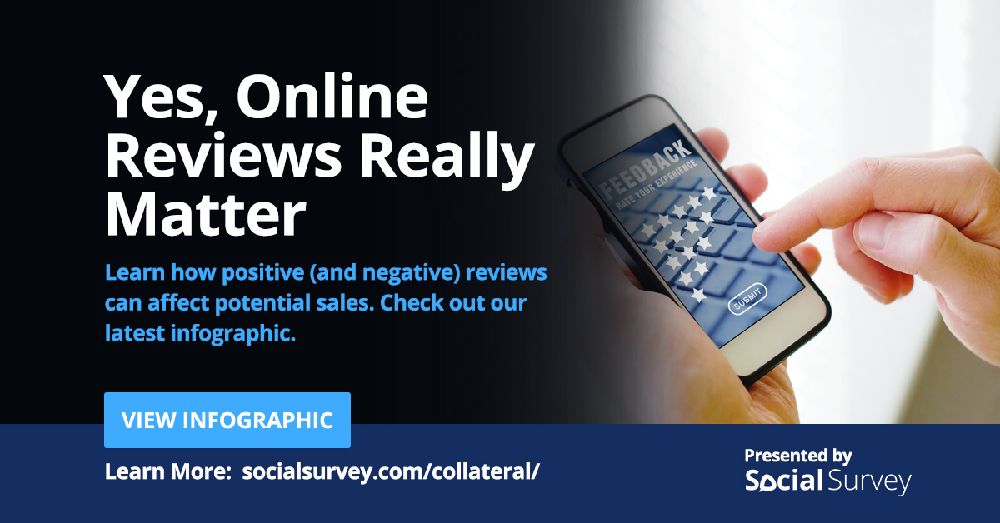 Yes, Online
Reviews Really
Matter
Learn how positive (and negative) reviews
can affect potential sales. Check out our
latest infographic.
VIEW INFOGRAPHIC
Learn More: socialsurvey.com/collateral/
FEEDBACK
RATE YOUR EXPERIENCE
SUBMIT
Presented by
SocialSurvey